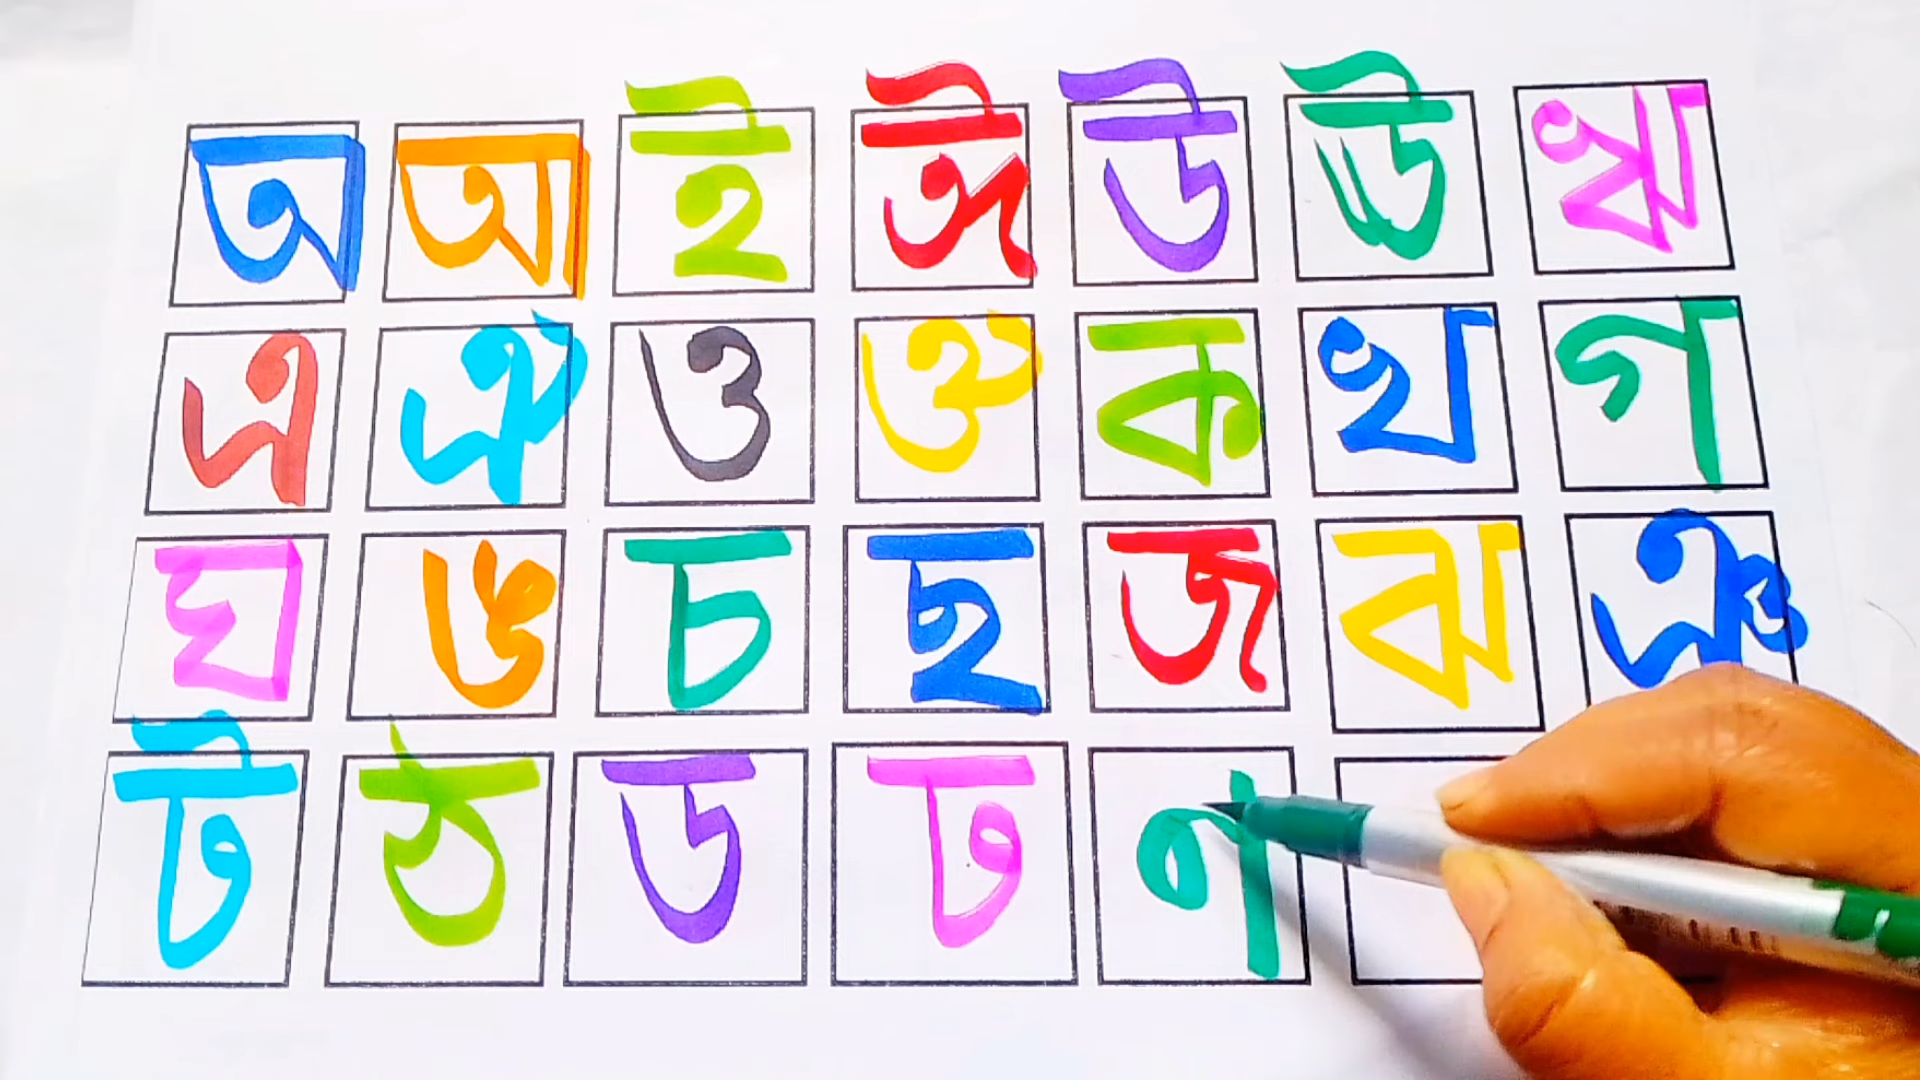 অ আ ই ঈ উ ঊ ঋ
এ ঐ ও ঔ ক খ গ
ঘ ঙ চ ছ জ ঝ ঞ
ট ঠ ড ঢ ণ